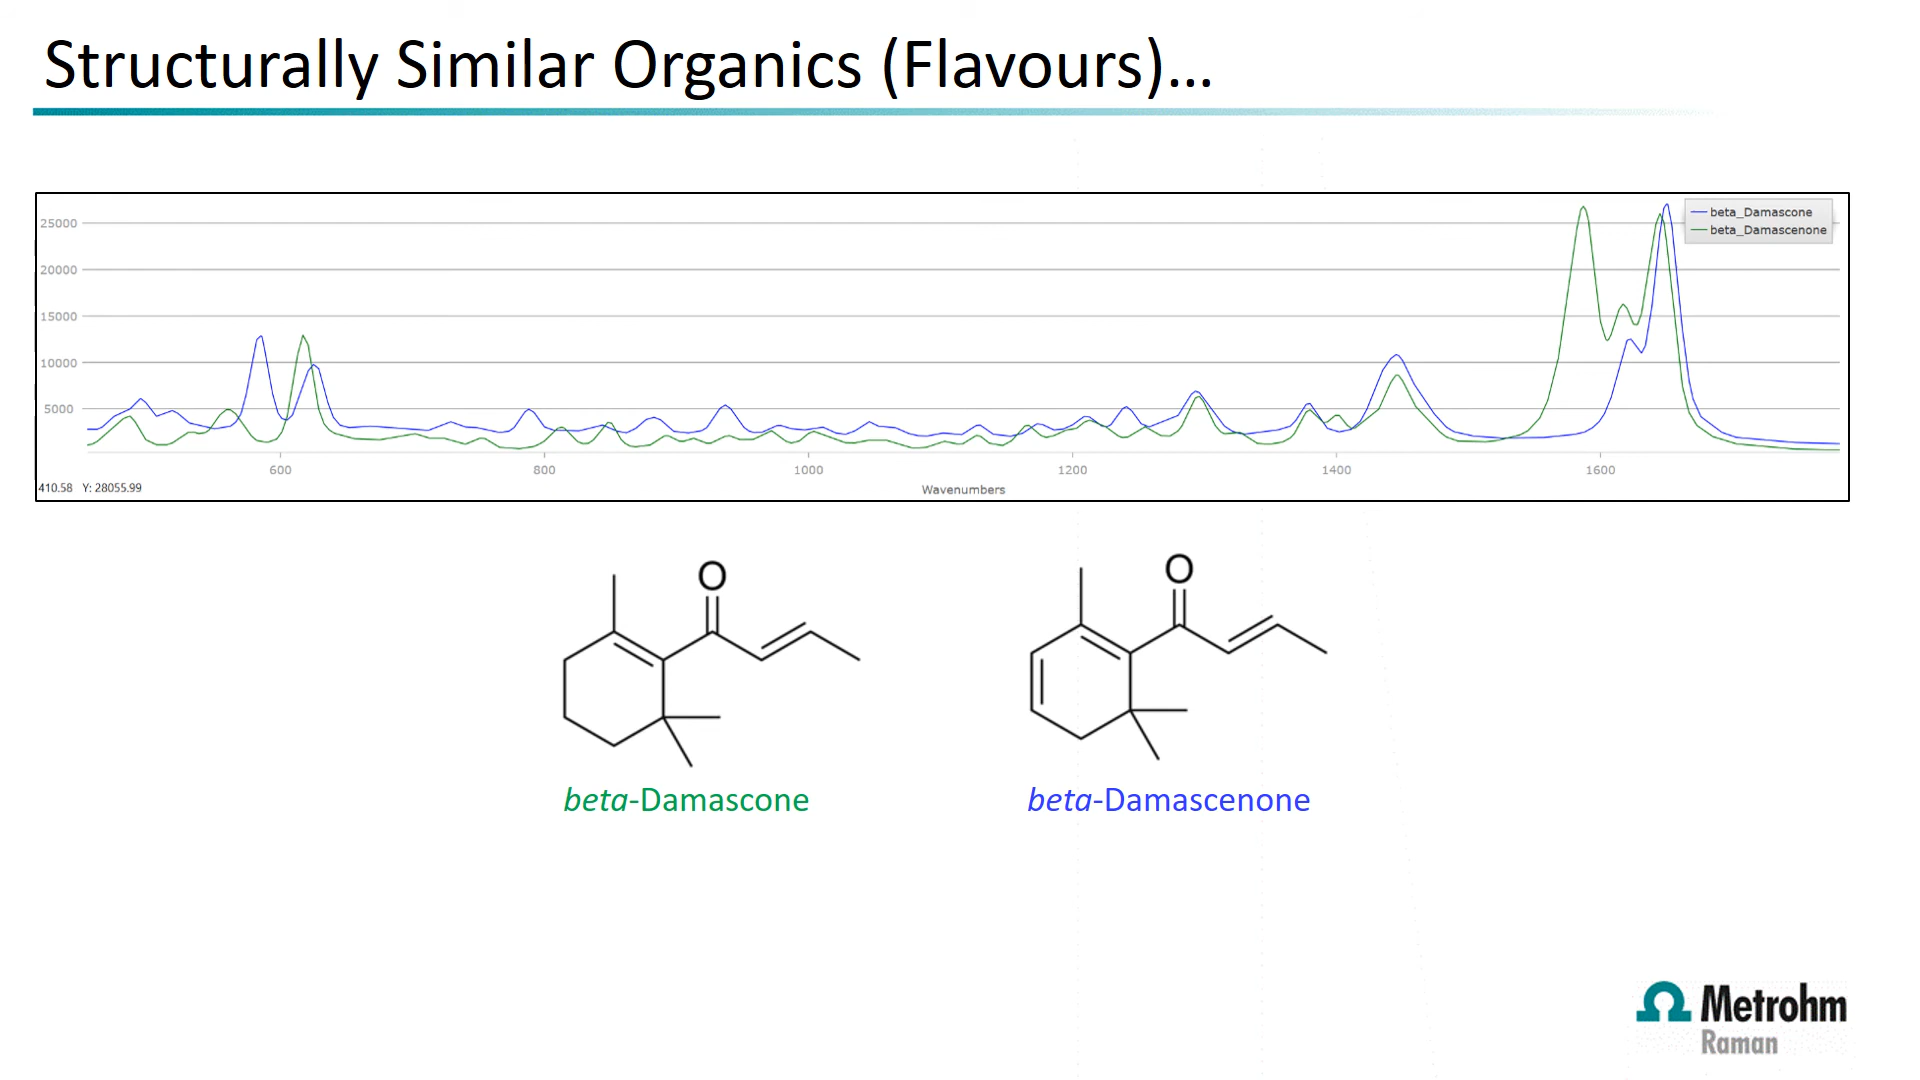 Structurally Similar Organics (Flavours)...
25000
20000
15000
10000
5000
beta_Damascone
beta_Damascenone
600 800 1000 1200 1400 1600
410.58 Y: 28055.99
Wavenumbers
O
O
beta-Damascone
beta-Damascenone
Metrohm
Raman